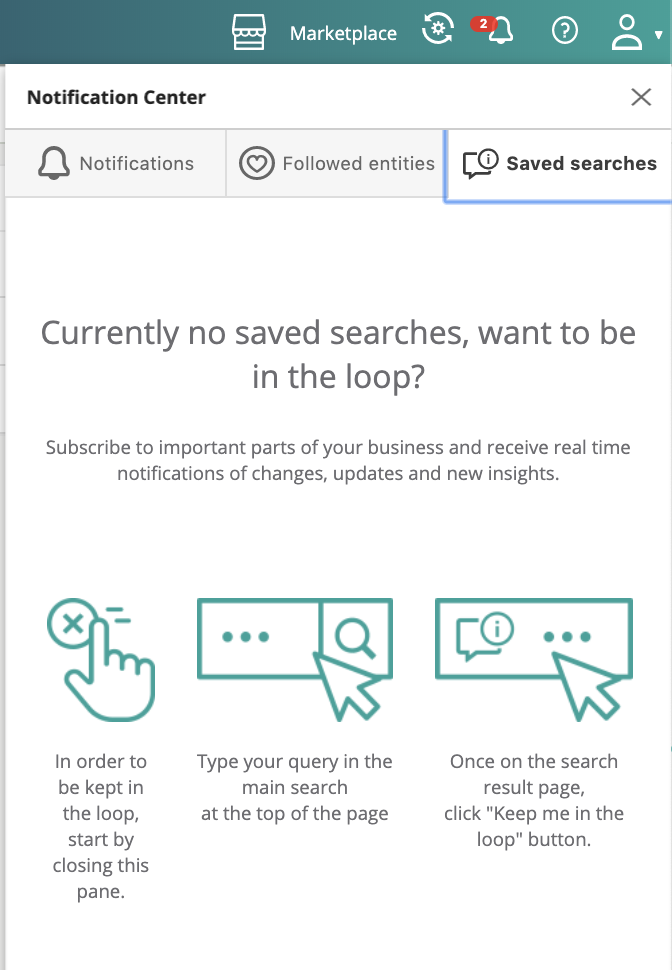 Marketplace
2
Notification Center
Notifications
Followed entities
Saved searches
Currently no saved searches, want to be
in the loop?
Subscribe to important parts of your business and receive real time
notifications of changes, updates and new insights.
In order to
be kept in
the loop,
start by
closing this
pane.
Type your query in the
main search
at the top of the page
Once on the search
result page,
click "Keep me in the
loop" button.